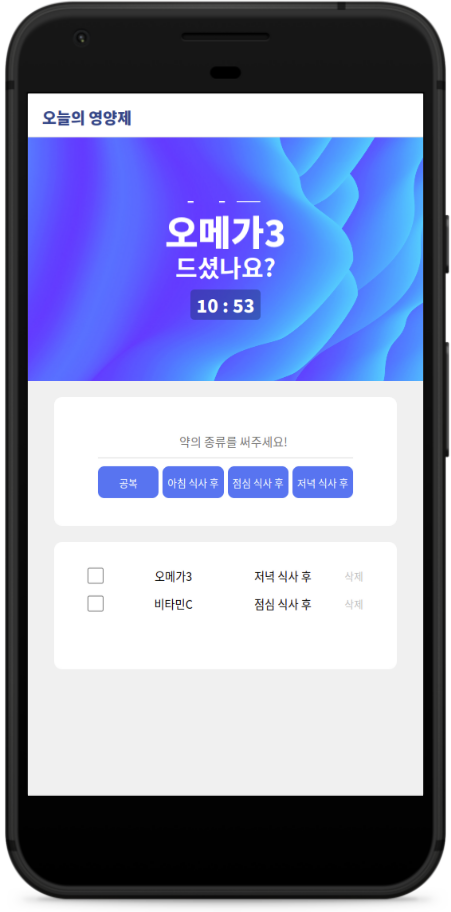 오늘의 영양제
오메가3
드셨나요?
10 : 53
약의 종류를 써주세요!
공복 아침 식사 후 점심 식사 후 저녁 식사 후
오메가3 저녁 식사 후 삭제
비타민C 점심 식사 후 삭제